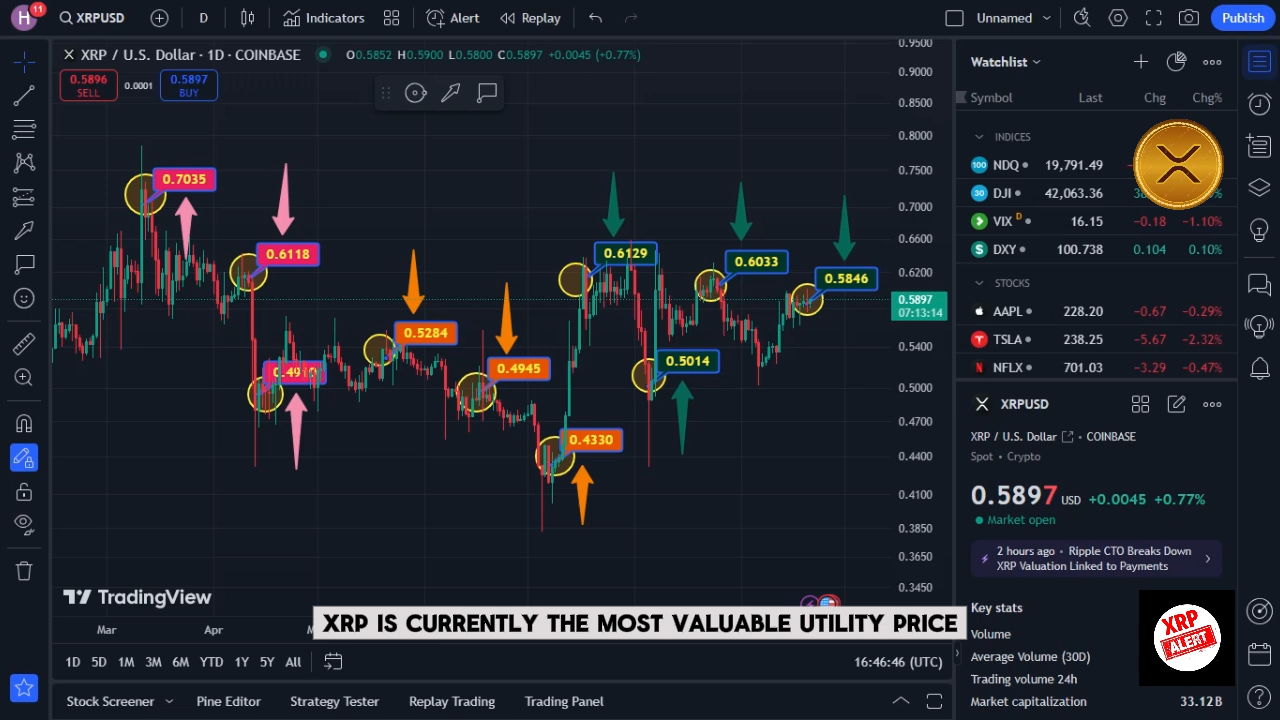 H
11
XRPUSD
D
Indicators
Alert
Replay
Unnamed
Publish
XRP / U.S. Dollar · 1D · COINBASE
O0.5852 H0.5900 L0.5800 C0.5897 +0.0045 (+0.77%)
0.5896
SELL
0.0001
0.5897
BUY
0.7035
0.6118
0.5284
0.4945
0.4330
0.6129
0.5014
0.6033
0.5846
0.9500
0.9000
0.8500
0.8000
0.7500
0.7000
0.6600
0.6200
0.5897
07:13:14
0.5400
0.5000
0.4700
0.4400
0.4100
0.3850
0.3650
0.3450
TradingView
Mar
Apr
XRP IS CURRENTLY THE MOST VALUABLE UTILITY PRICE
1D 5D 1M 3M 6M YTD 1Y 5Y All
16:46:46 (UTC)
Stock Screener
Pine Editor
Strategy Tester
Replay Trading
Trading Panel
Watchlist
Symbol Last Chg Chg%
INDICES
100 NDQ 19,791.49
30 DJI 42,063.36
VIX D 16.15 -0.18 -1.10%
$ DXY 100.738 0.104 0.10%
STOCKS
AAPL 228.20 -0.67 -0.29%
TSLA 238.25 -5.67 -2.32%
NFLX 701.03 -3.29 -0.47%
XRPUSD
XRP / U.S. Dollar COINBASE
Spot • Crypto
0.5897 USD +0.0045 +0.77%
Market open
2 hours ago • Ripple CTO Breaks Down
XRP Valuation Linked to Payments
Key stats
Volume
Average Volume (30D)
Trading volume 24h
Market capitalization 33.12B
XRP
ALERT